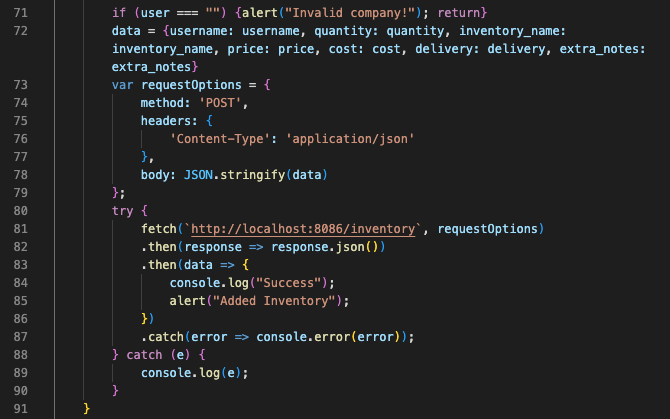 71 if (user === "") {alert("Invalid company!"); return}
72 data = {username: username, quantity: quantity, inventory_name:
inventory_name, price: price, cost: cost, delivery: delivery, extra_notes:
extra_notes}
73 var requestOptions = {
74 method: 'POST',
75 headers: {
76 'Content-Type': 'application/json'
77 },
78 body: JSON.stringify(data)
79 };
80 try {
81 fetch(`http://localhost:8086/inventory`, requestOptions)
82 .then(response => response.json())
83 .then(data => {
84 console.log("Success");
85 alert("Added Inventory");
86 })
87 .catch(error => console.error(error));
88 } catch (e) {
89 console.log(e);
90 }
91 }